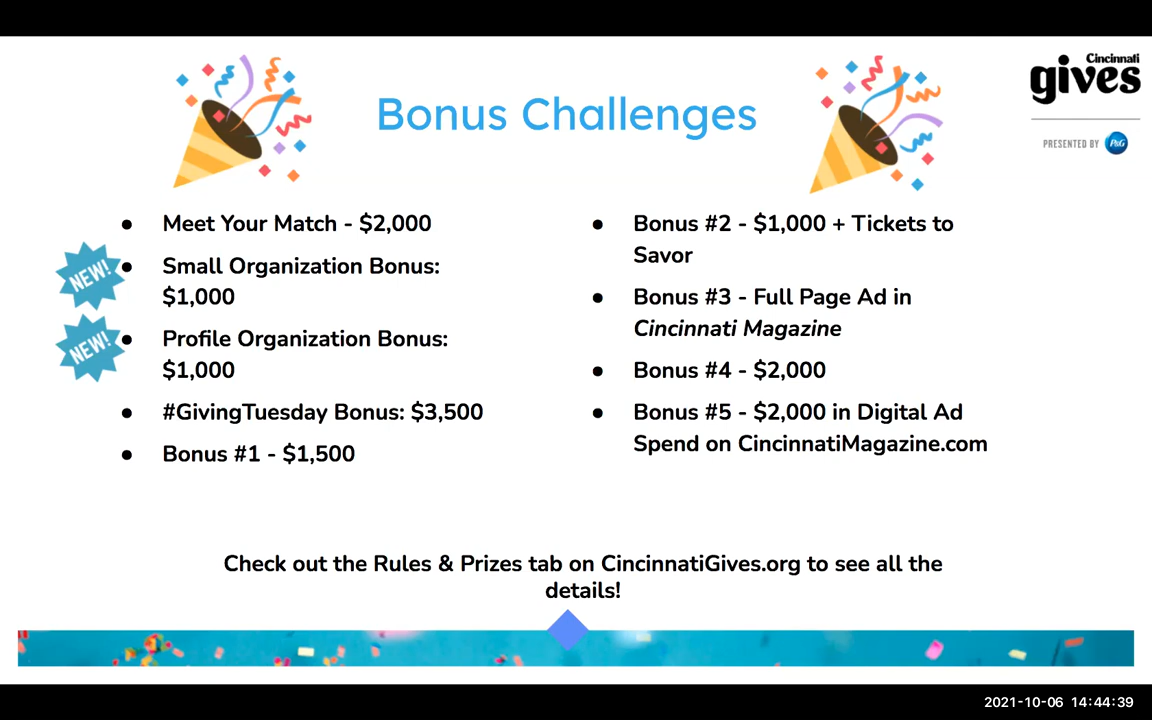 Bonus Challenges
Cincinnati
gives
PRESENTED BY P&G
Meet Your Match - $2,000
NEW!
Small Organization Bonus:
$1,000
NEW!
Profile Organization Bonus:
$1,000
#GivingTuesday Bonus: $3,500
Bonus #1 - $1,500
Bonus #2 - $1,000 + Tickets to
Savor
Bonus #3 - Full Page Ad in
Cincinnati Magazine
Bonus #4 - $2,000
Bonus #5 - $2,000 in Digital Ad
Spend on CincinnatiMagazine.com
Check out the Rules & Prizes tab on CincinnatiGives.org to see all the
details!
2021-10-06 14:44:39